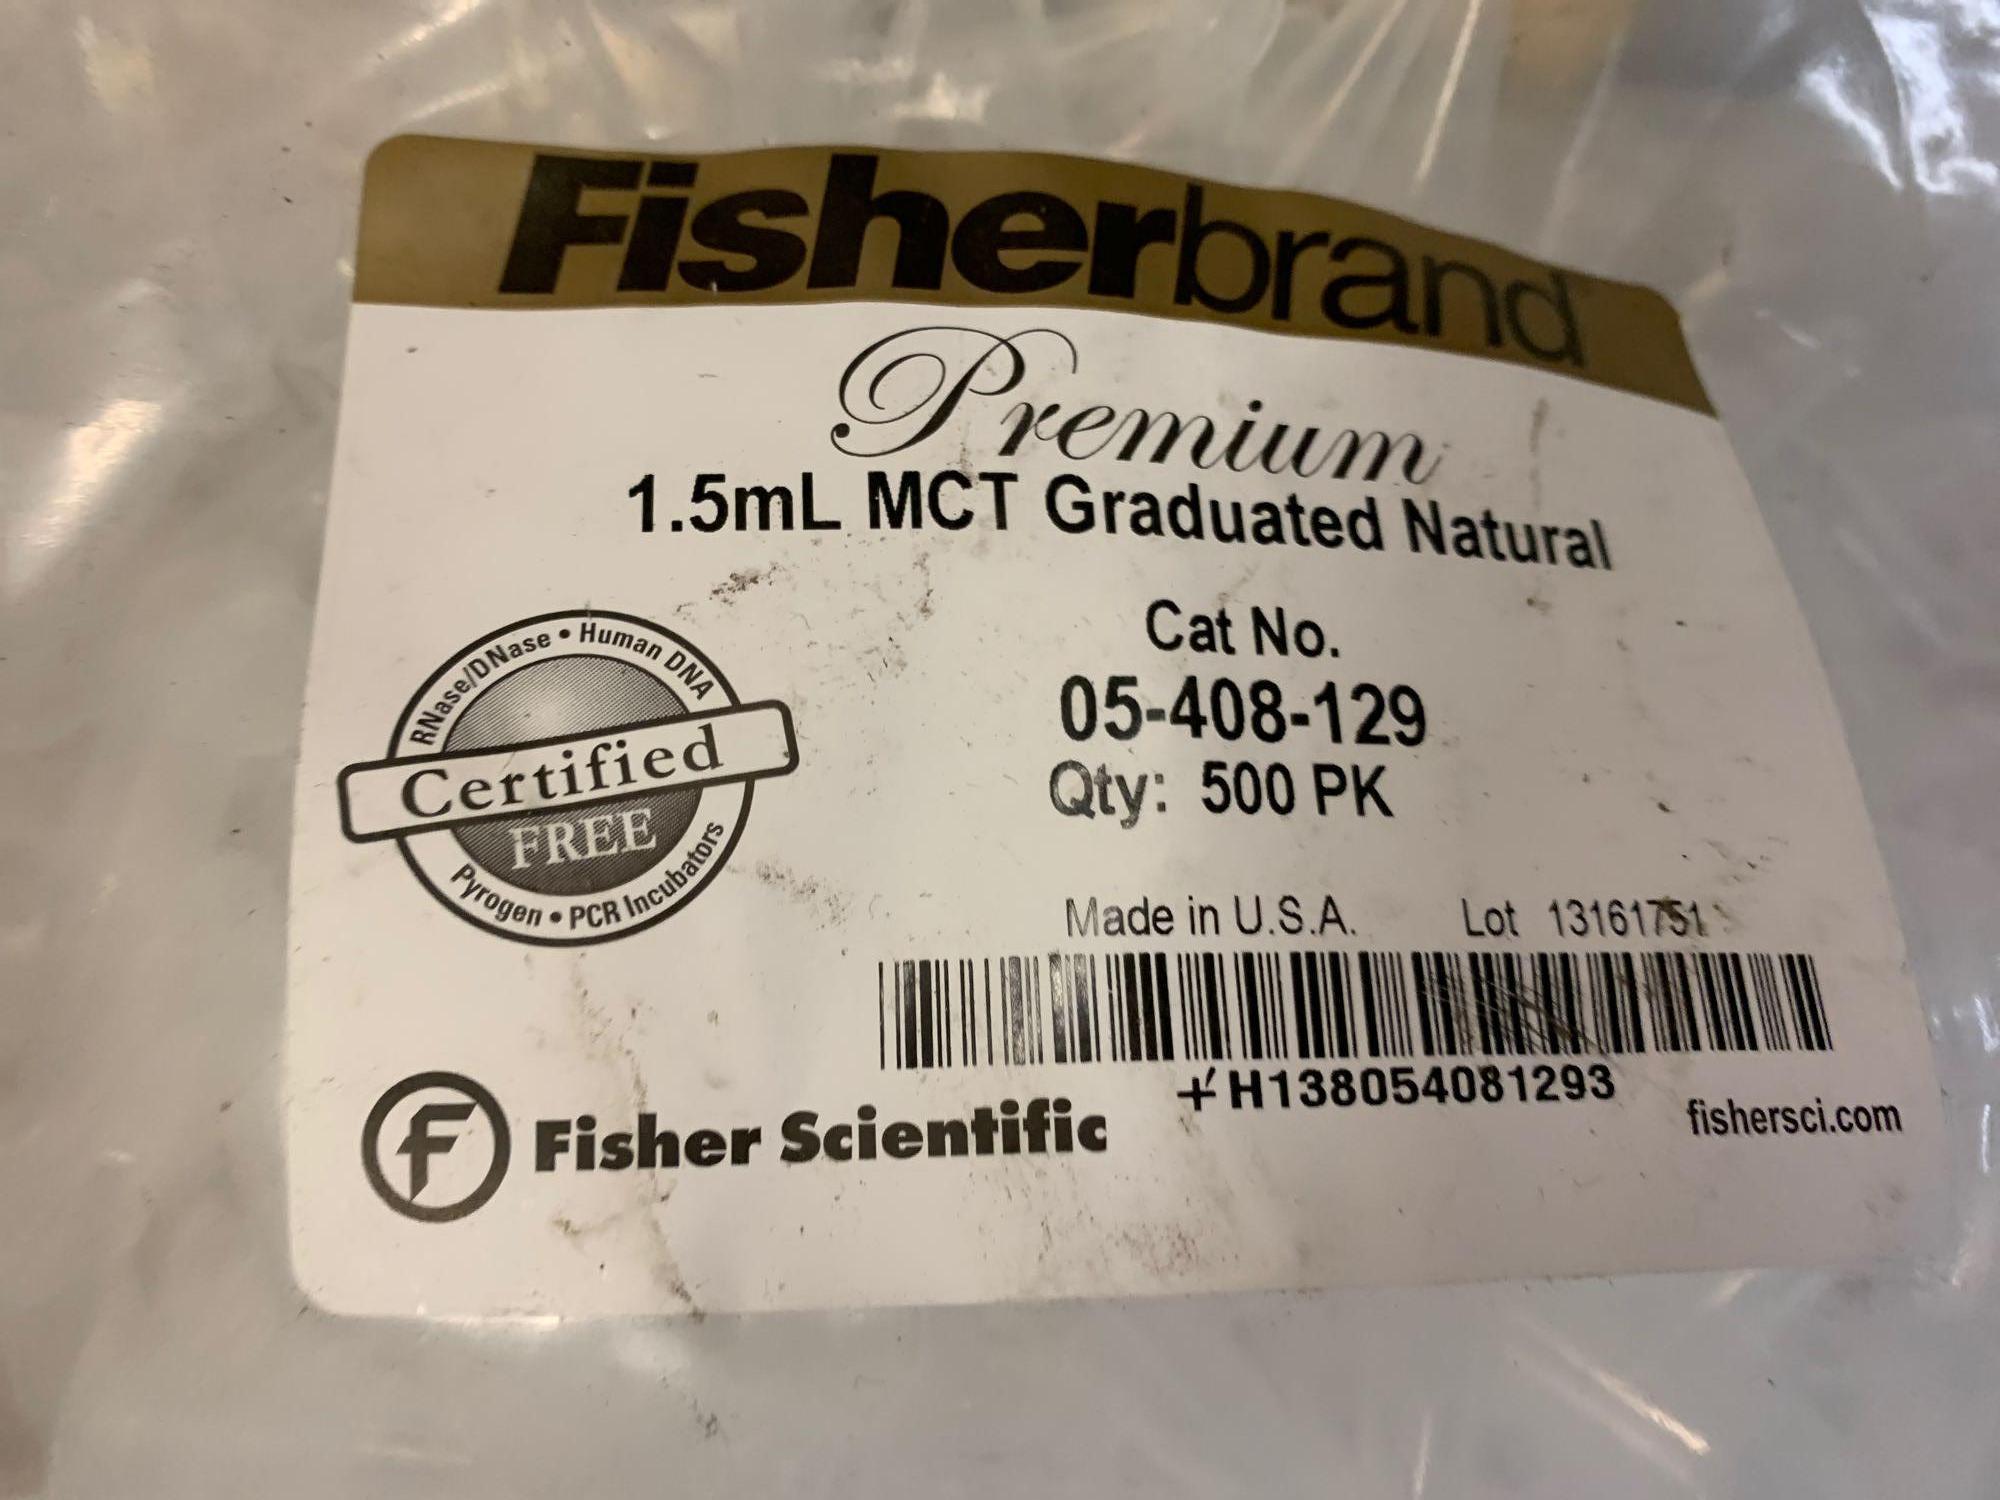 Fisherbrand
Premium
1.5mL MCT Graduated Natural
RNase/DNase • Human DNA
Certified
FREE
Pyrogen • PCR Incubators
Cat No.
05-408-129
Qty: 500 PK
Made in U.S.A. Lot 13161751
+H138054081293
F Fisher Scientific
fishersci.com